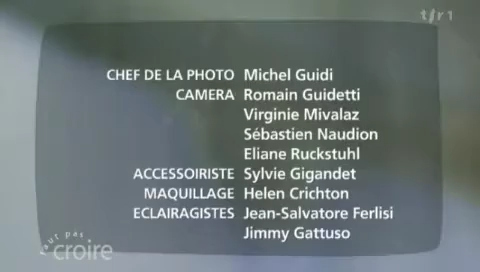 tsr1
CHEF DE LA PHOTO Michel Guidi
CAMERA Romain Guidetti
Virginie Mivalaz
Sébastien Naudion
Eliane Ruckstuhl
ACCESSOIRISTE Sylvie Gigandet
MAQUILLAGE Helen Crichton
ECLAIRAGISTES Jean-Salvatore Ferlisi
Jimmy Gattuso
faut pas
croire